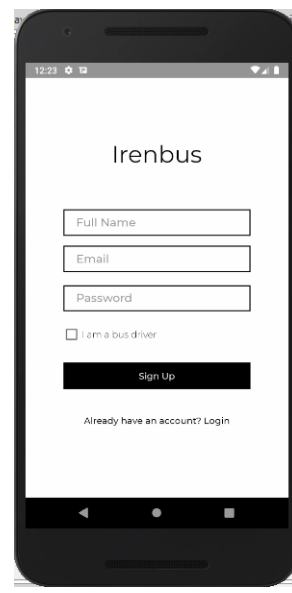 12:23
Irenbus
Full Name
Email
Password
I am a bus driver
Sign Up
Already have an account? Login